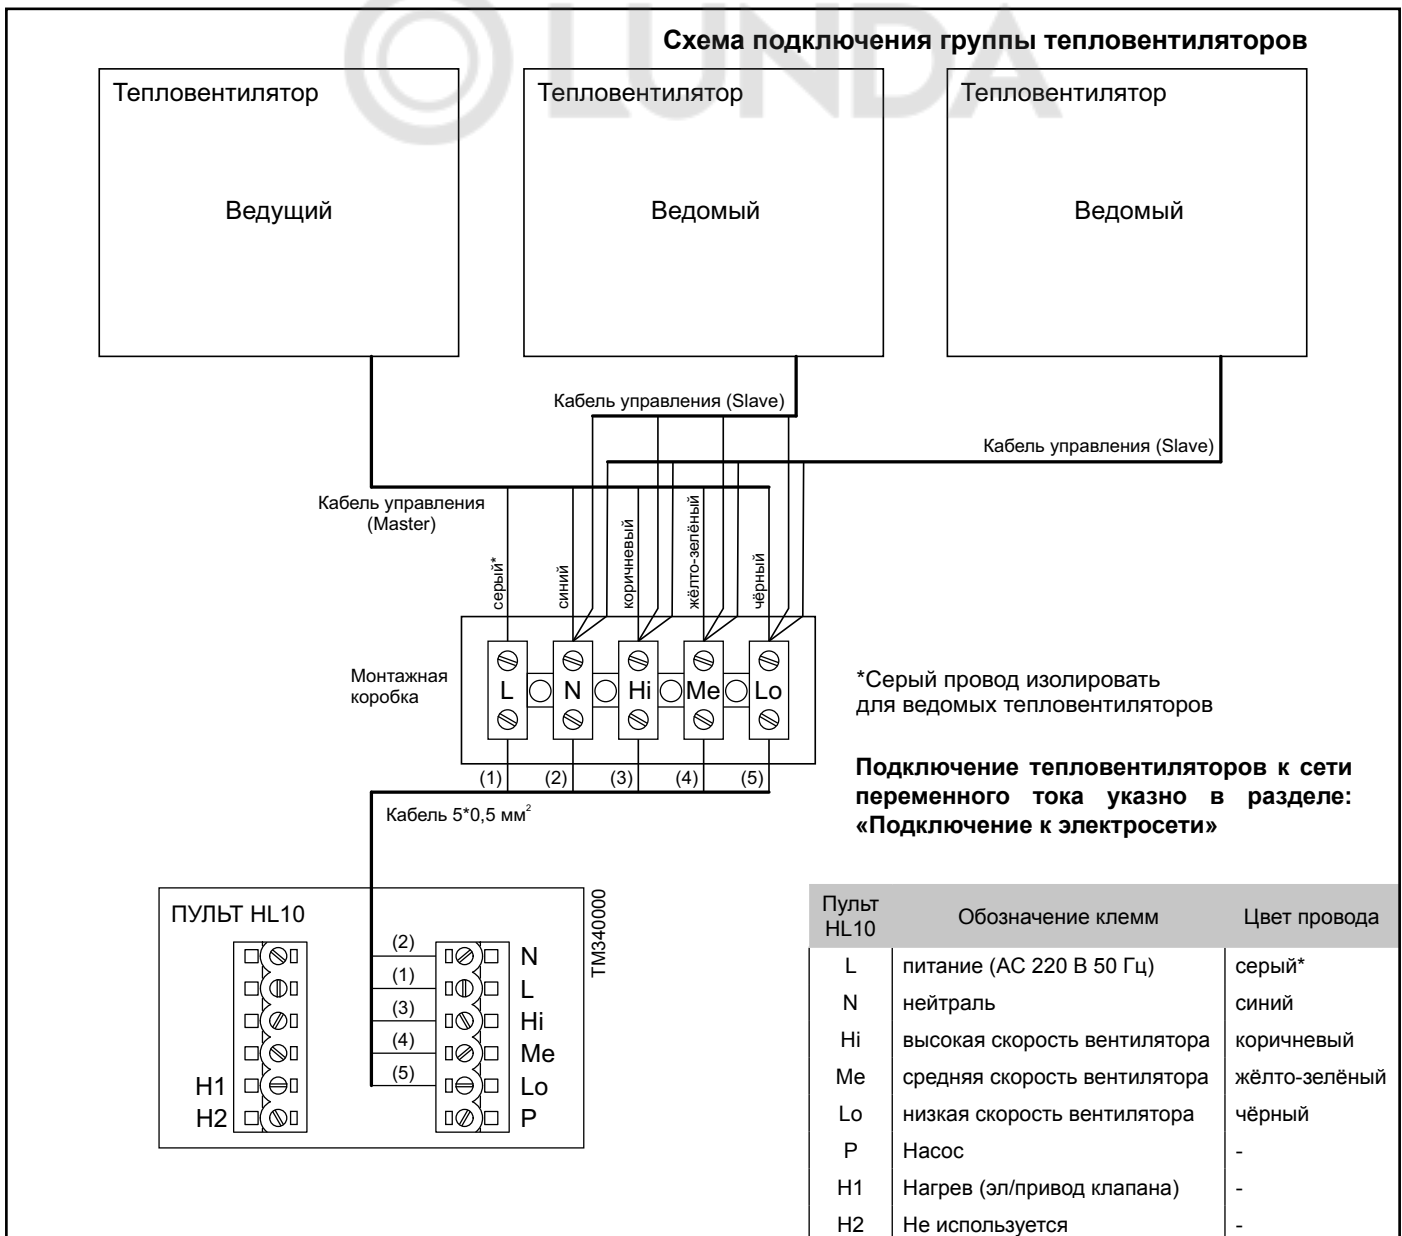 LUNDA
Схема подключения группы тепловентиляторов
Тепловентилятор
Тепловентилятор
Тепловентилятор
Ведущий
Ведомый
Ведомый
Кабель управления (Slave)
Кабель управления (Slave)
Кабель управления
(Master)
серый*
синий
коричневый
жёлто-зелёный
чёрный
Монтажная
коробка
L
N
Hi
Me
Lo
(1)
(2)
(3)
(4)
(5)
*Серый провод изолировать
для ведомых тепловентиляторов
Подключение тепловентиляторов к сети
переменного тока указно в разделе:
«Подключение к электросети»
Кабель 5*0,5 мм²
ПУЛЬТ HL10
TM340000
(2)
(1)
(3)
(4)
(5)
N
L
Hi
Me
Lo
P
H1
H2
Пульт HL10 Обозначение клемм Цвет провода
L питание (АС 220 В 50 Гц) серый*
N нейтраль синий
Hi высокая скорость вентилятора коричневый
Me средняя скорость вентилятора жёлто-зелёный
Lo низкая скорость вентилятора чёрный
P Насос -
H1 Нагрев (эл/привод клапана) -
H2 Не используется -